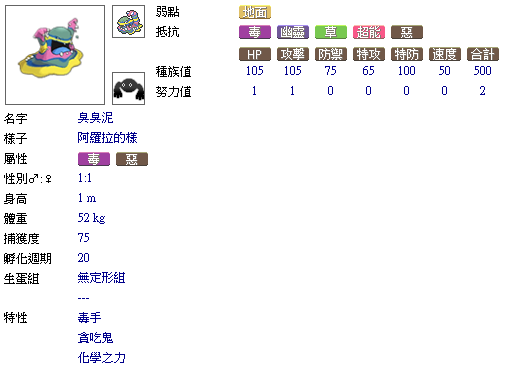 弱點 地面
抵抗 毒 幽靈 草 超能 惡
HP 攻擊 防禦 特攻 特防 速度 合計
種族值 105 105 75 65 100 50 500
努力值 1 1 0 0 0 0 2
名字 臭臭泥
樣子 阿羅拉的樣
屬性 毒 惡
性別♂:♀ 1:1
身高 1 m
體重 52 kg
捕獲度 75
孵化週期 20
生蛋組 無定形組
---
特性 毒手
貪吃鬼
化學之力